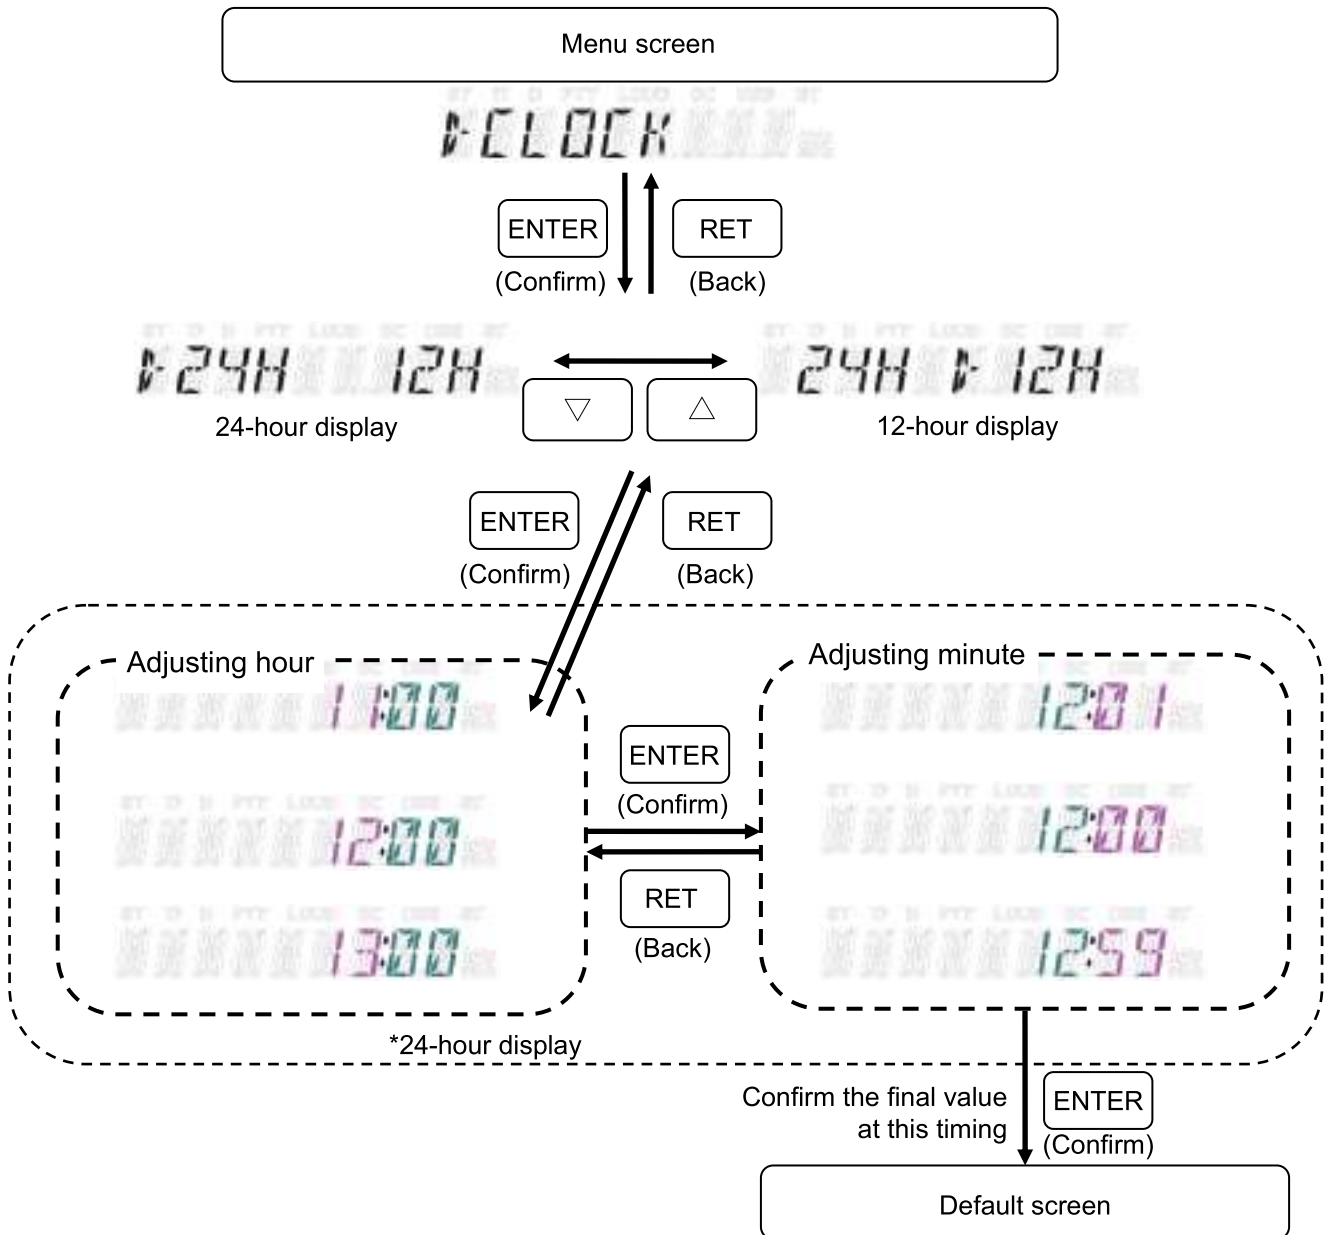 Menu screen
CLOCK
ENTER
RET
(Confirm)
(Back)
24H 12H
24H 12H
▽
△
24-hour display
12-hour display
ENTER
RET
(Confirm)
(Back)
Adjusting hour
11:00
12:00
13:00
*24-hour display
ENTER
(Confirm)
RET
(Back)
Adjusting minute
12:01
12:00
12:59
Confirm the final value
at this timing
ENTER
(Confirm)
Default screen